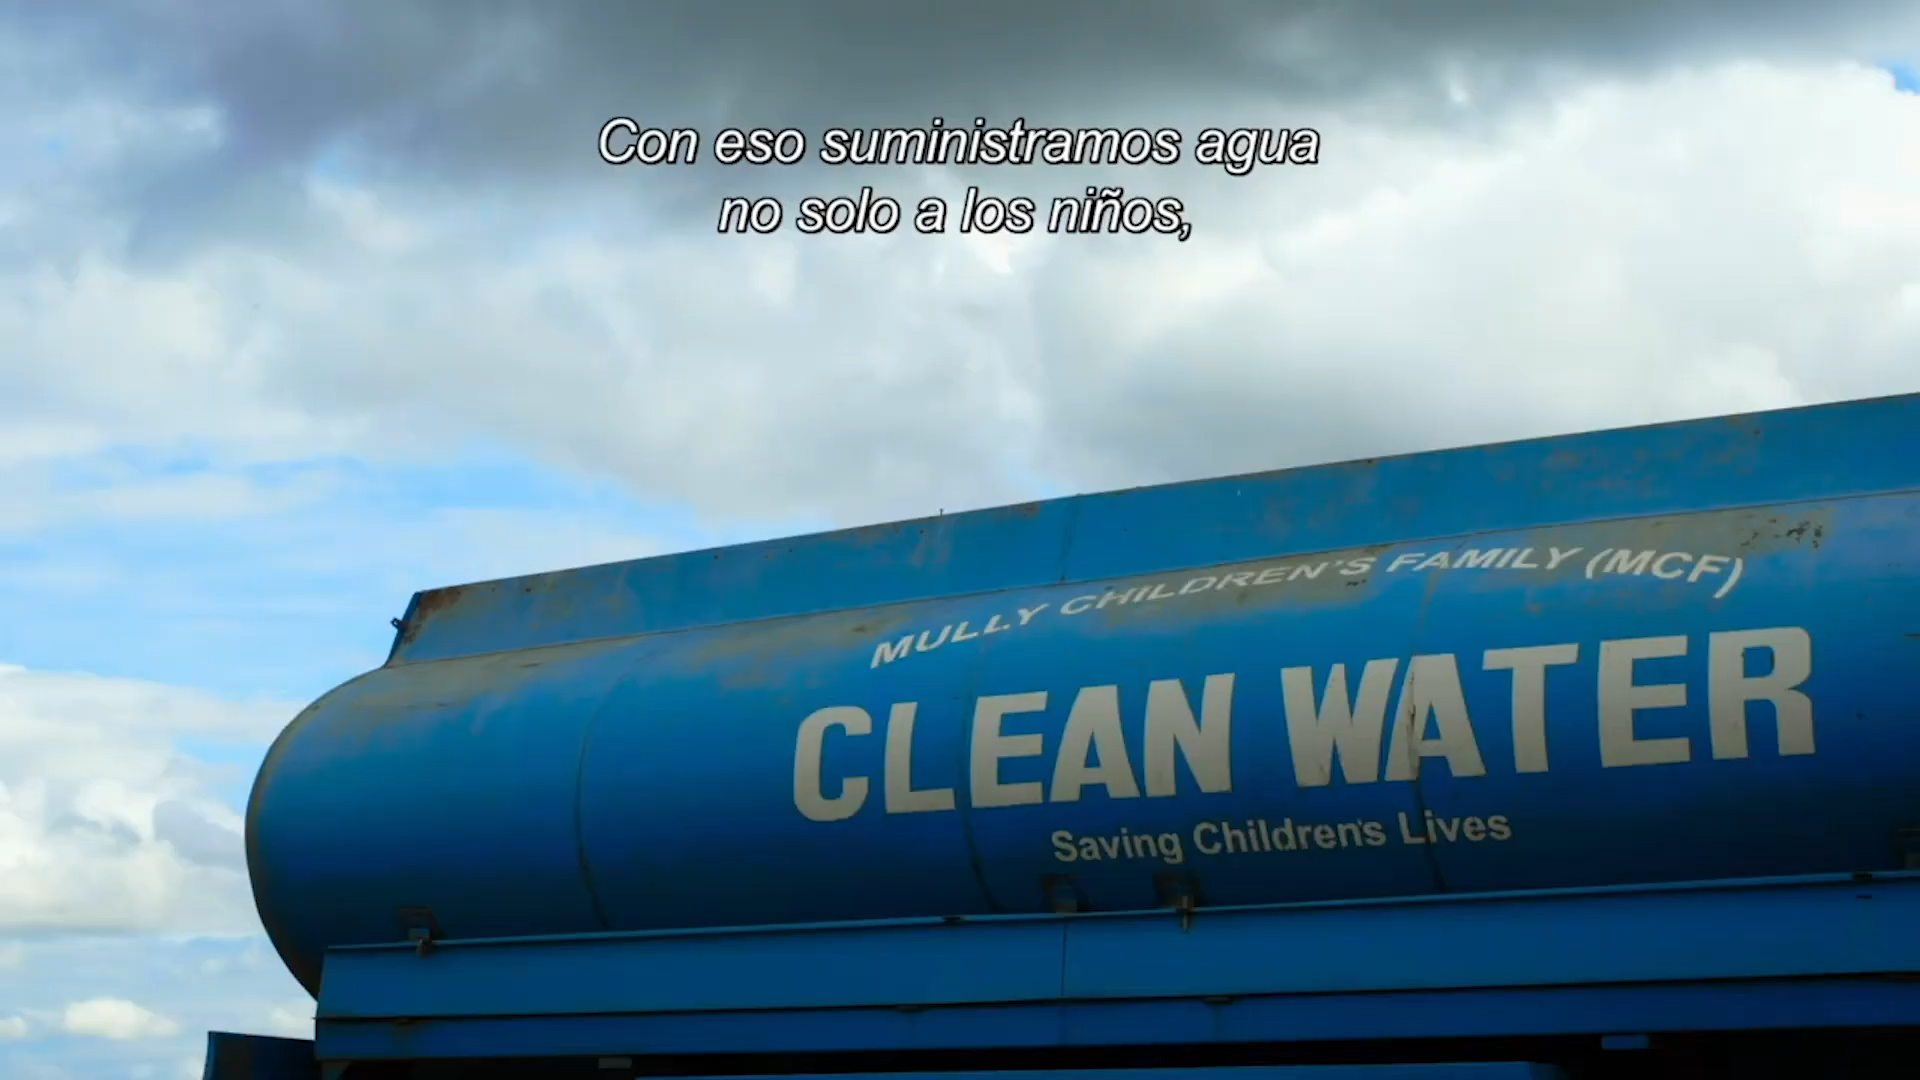 Con eso suministramos agua
no solo a los niños,
MULLY CHILDREN'S FAMILY (MCF)
CLEAN WATER
Saving Children's Lives